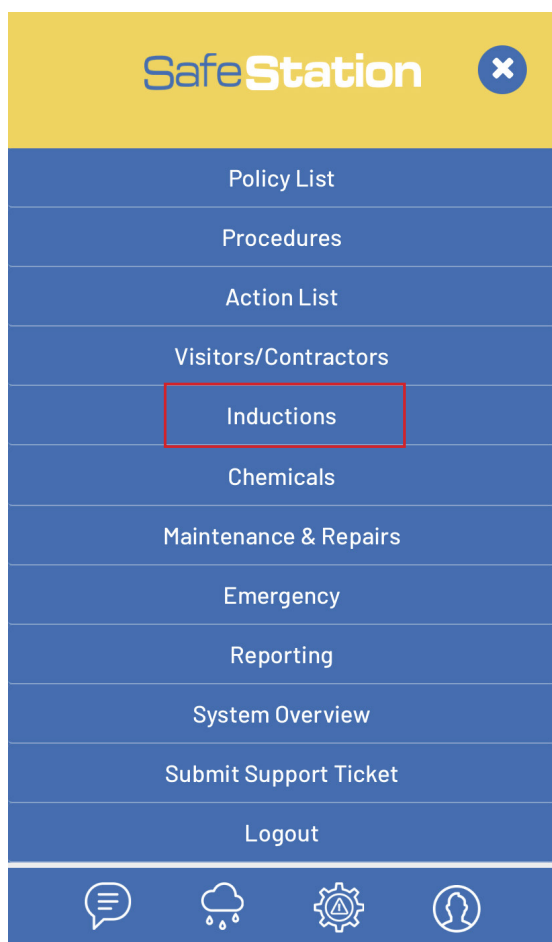 SafeStation
Policy List
Procedures
Action List
Visitors/Contractors
Inductions
Chemicals
Maintenance & Repairs
Emergency
Reporting
System Overview
Submit Support Ticket
Logout